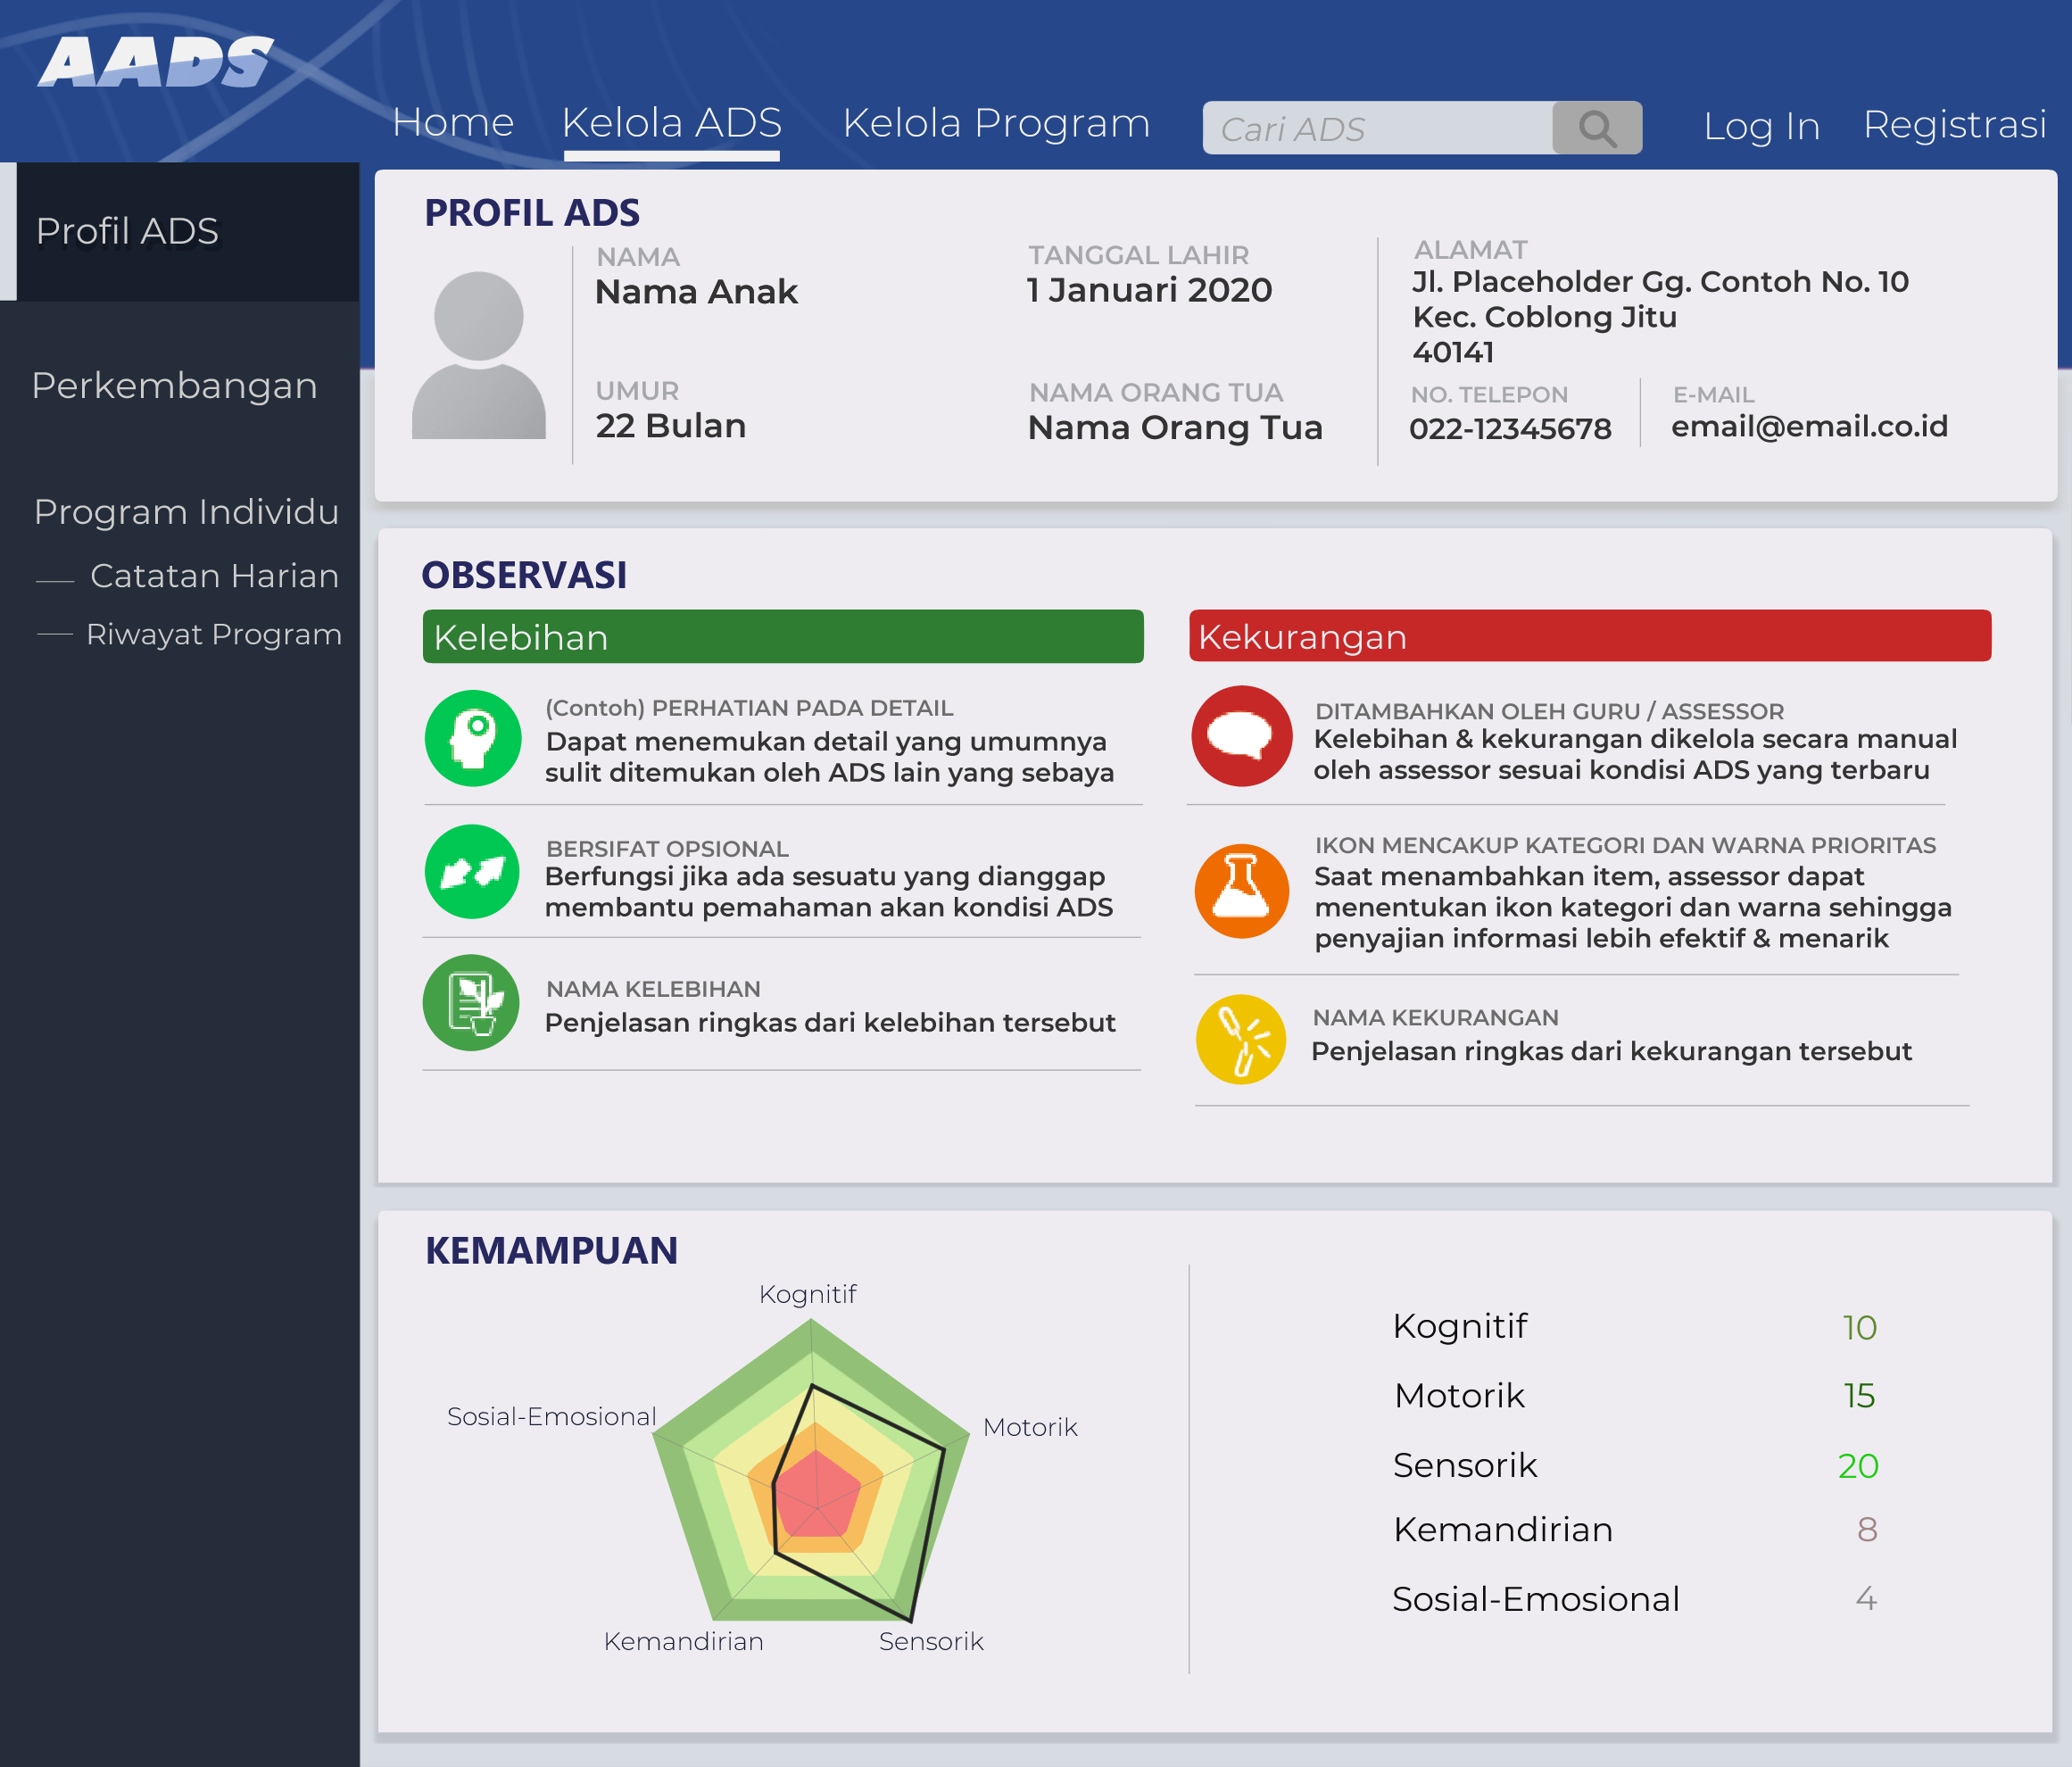 AADS
Home
Kelola ADS
Kelola Program
Cari ADS
Log In
Registrasi
Profil ADS
Perkembangan
Program Individu
Catatan Harian
Riwayat Program
PROFIL ADS
NAMA
Nama Anak
UMUR
22 Bulan
TANGGAL LAHIR
1 Januari 2020
NAMA ORANG TUA
Nama Orang Tua
ALAMAT
Jl. Placeholder Gg. Contoh No. 10
Kec. Coblong Jitu
40141
NO. TELEPON
022-12345678
E-MAIL
email@email.co.id
OBSERVASI
Kelebihan
(Contoh) PERHATIAN PADA DETAIL
Dapat menemukan detail yang umumnya
sulit ditemukan oleh ADS lain yang sebaya
BERSIFAT OPSIONAL
Berfungsi jika ada sesuatu yang dianggap
membantu pemahaman akan kondisi ADS
NAMA KELEBIHAN
Penjelasan ringkas dari kelebihan tersebut
Kekurangan
DITAMBAHKAN OLEH GURU / ASSESSOR
Kelebihan & kekurangan dikelola secara manual
oleh assessor sesuai kondisi ADS yang terbaru
IKON MENCAKUP KATEGORI DAN WARNA PRIORITAS
Saat menambahkan item, assessor dapat
menentukan ikon kategori dan warna sehingga
penyajian informasi lebih efektif & menarik
NAMA KEKURANGAN
Penjelasan ringkas dari kekurangan tersebut
KEMAMPUAN
Kognitif
Sosial-Emosional
Motorik
Kemandirian
Sensorik
Kognitif 10
Motorik 15
Sensorik 20
Kemandirian 8
Sosial-Emosional 4